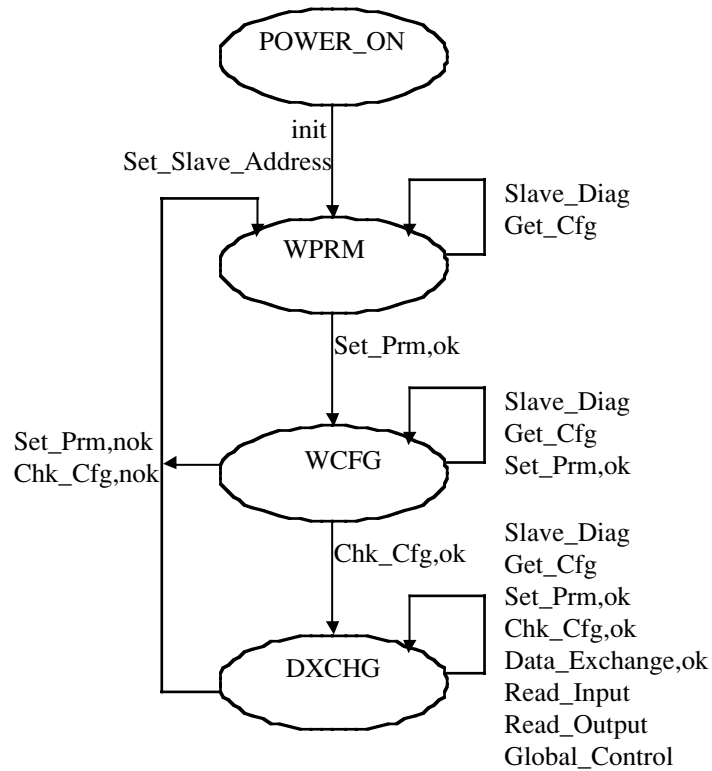 POWER_ON
init
Set_Slave_Address
Slave_Diag
Get_Cfg
WPRM
Set_Prm,ok
Slave_Diag
Get_Cfg
Set_Prm,ok
Set_Prm,nok
Chk_Cfg,nok
WCFG
Chk_Cfg,ok
Slave_Diag
Get_Cfg
Set_Prm,ok
Chk_Cfg,ok
Data_Exchange,ok
Read_Input
Read_Output
Global_Control
DXCHG